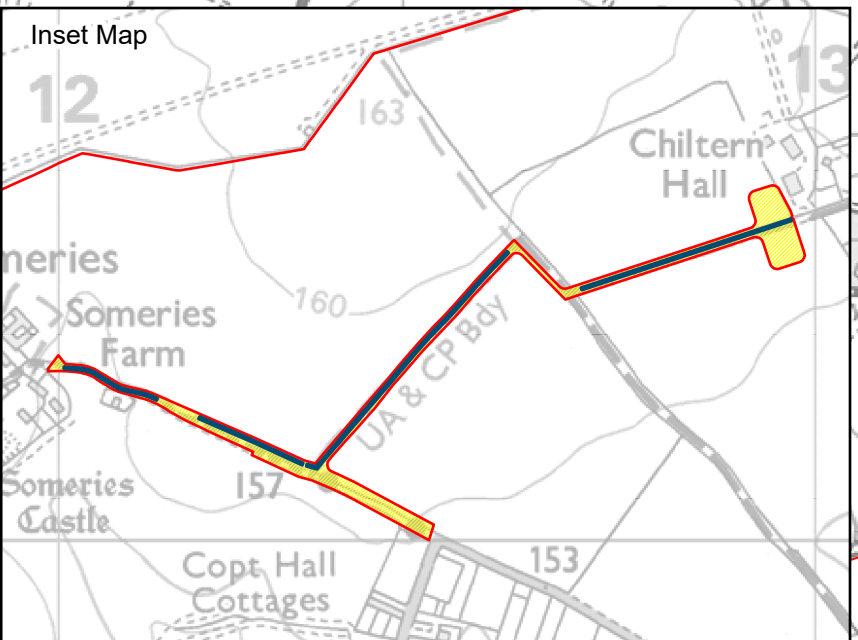 Inset Map
12
13
163
Chiltern
Hall
meries
160
Someries
Farm
UA & CP Bdy
157
Someries
Castle
153
Copt Hall
Cottages